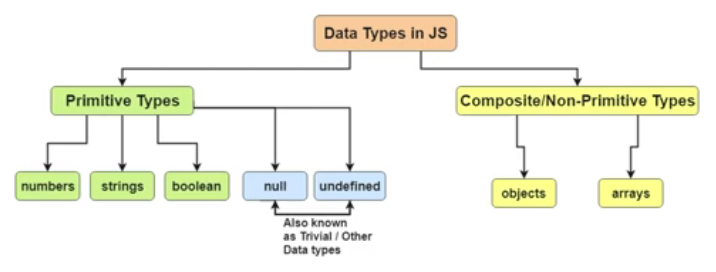 Data Types in JS
Primitive Types
Composite/Non-Primitive Types
numbers
strings
boolean
null
undefined
objects
arrays
Also known
as Trivial / Other
Data types